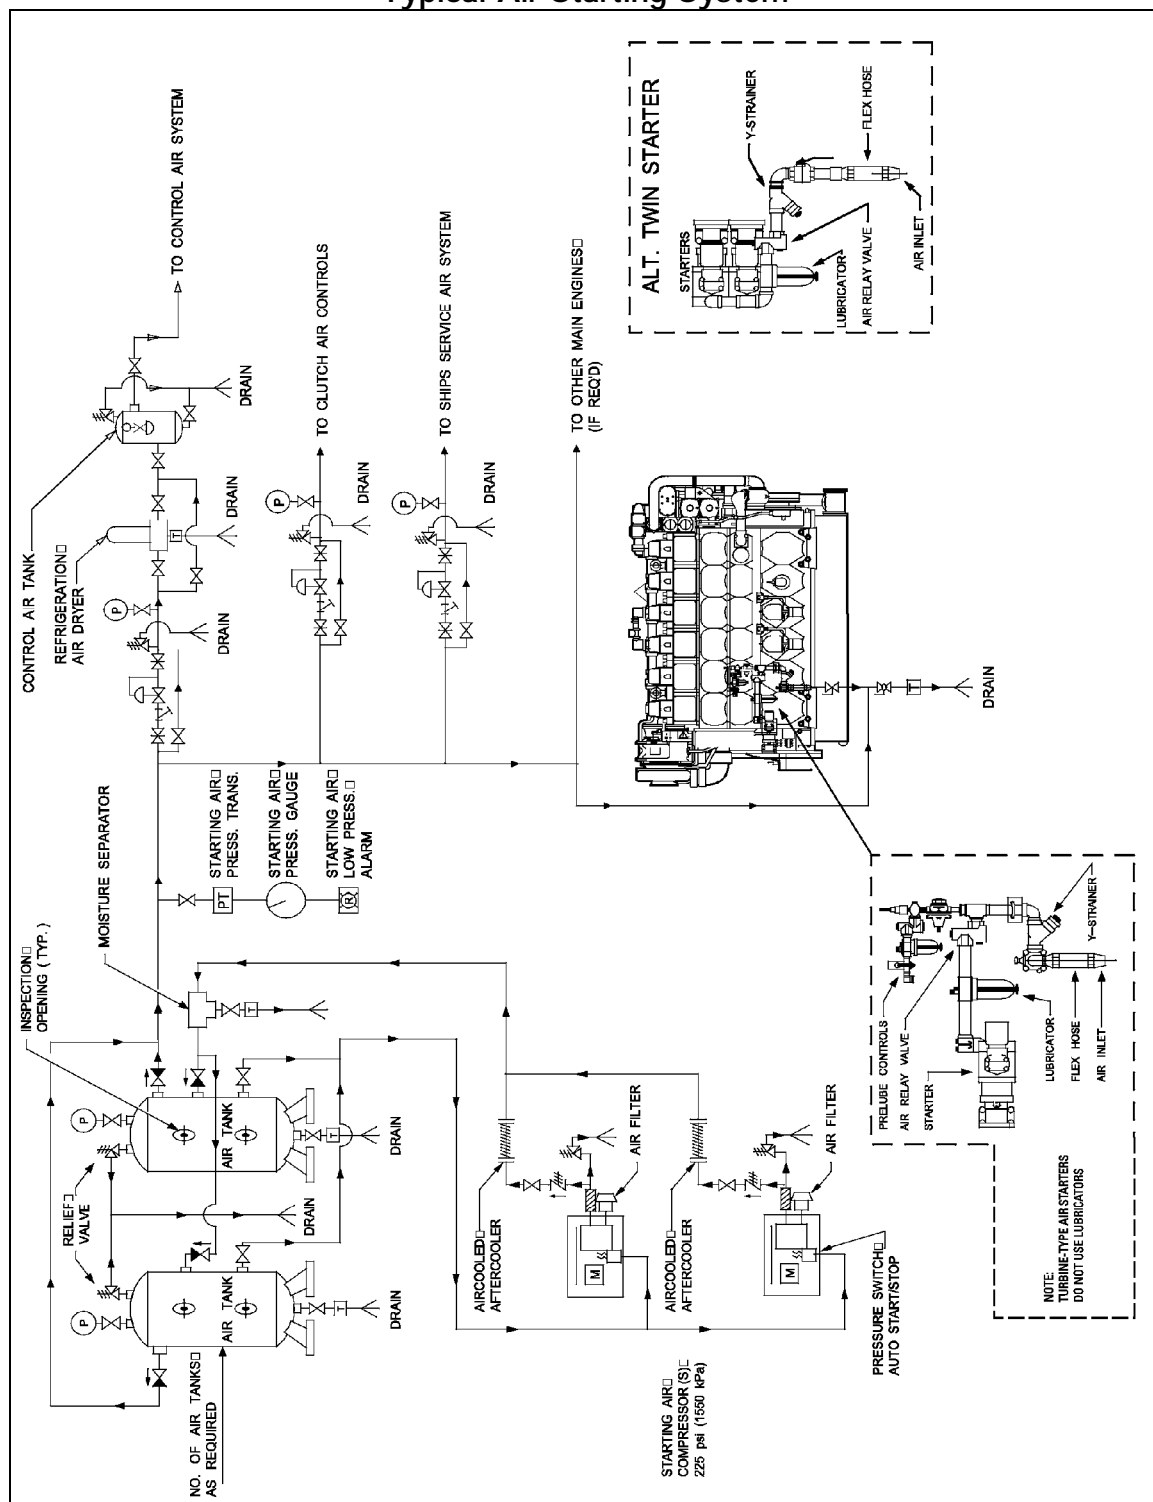 Typical Air Starting System
TO CONTROL AIR SYSTEM
DRAIN
CONTROL AIR TANK
REFRIGERATION□
AIR DRYER
DRAIN
P
T
DRAIN
TO CLUTCH AIR CONTROLS
P
DRAIN
TO SHIPS SERVICE AIR SYSTEM
P
DRAIN
TO OTHER MAIN ENGINES□
(IF REQ'D)
ALT. TWIN STARTER
STARTERS
Y-STRAINER
FLEX HOSE
LUBRICATOR
AIR RELAY VALVE
AIR INLET
T
DRAIN
MOISTURE SEPARATOR
T
INSPECTION□
OPENING (TYP.)
STARTING AIR□
PRESS. TRANS.
PT
STARTING AIR□
PRESS. GAUGE
STARTING AIR□
LOW PRESS.□
ALARM
R
RELIEF□
VALVE
P
AIR TANK
T
DRAIN
DRAIN
P
AIR TANK
T
DRAIN
NO. OF AIR TANKS□
AS REQUIRED
AIRCOOLED□
AFTERCOOLER
AIR FILTER
M
AIRCOOLED□
AFTERCOOLER
AIR FILTER
M
STARTING AIR□
COMPRESSOR (S)□
225 psi (1550 kPa)
PRESSURE SWITCH□
AUTO START/STOP
PRELUBE CONTROLS
AIR RELAY VALVE
STARTER
LUBRICATOR
FLEX HOSE
AIR INLET
Y-STRAINER
NOTE:
TURBINE-TYPE AIR STARTERS
DO NOT USE LUBRICATORS